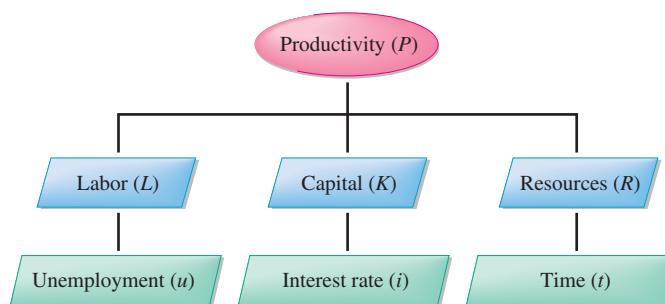 Productivity (P)
Labor (L)
Capital (K)
Resources (R)
Unemployment (u)
Interest rate (i)
Time (t)